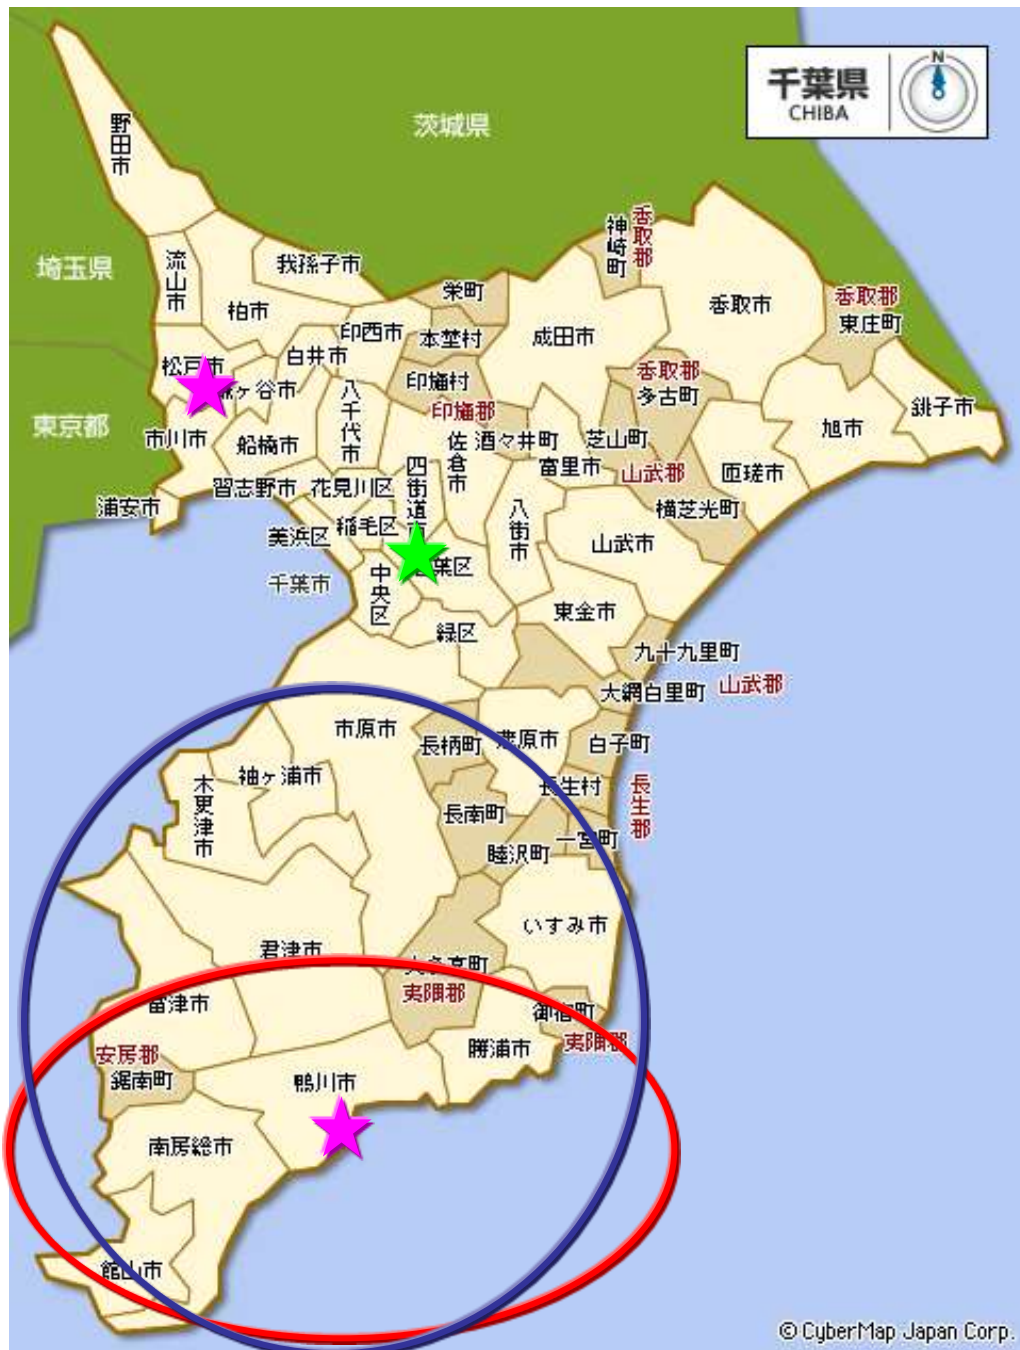 千葉県
CHIBA
N
茨城県
埼玉県
東京都
野田市
流山市
我孫子市
柏市
松戸市
市川市
浦安市
船橋市
白井市
印西市
栄町
本埜村
印旛村
印旛郡
成田市
神崎町
香取郡
香取市
香取郡
東庄町
香取郡
多古町
銚子市
旭市
匝瑳市
横芝光町
山武郡
芝山町
富里市
酒々井町
佐倉市
八千代市
四街道市
習志野市
花見川区
稲毛区
美浜区
千葉市
中央区
緑区
八街市
山武市
東金市
九十九里町
大網白里町
山武郡
市原市
長柄町
茂原市
白子町
長生村
長生郡
一宮町
長南町
睦沢町
袖ヶ浦市
木更津市
君津市
富津市
いすみ市
大多喜町
夷隅郡
御宿町
夷隅郡
勝浦市
安房郡
鋸南町
鴨川市
南房総市
館山市
© CyberMap Japan Corp.